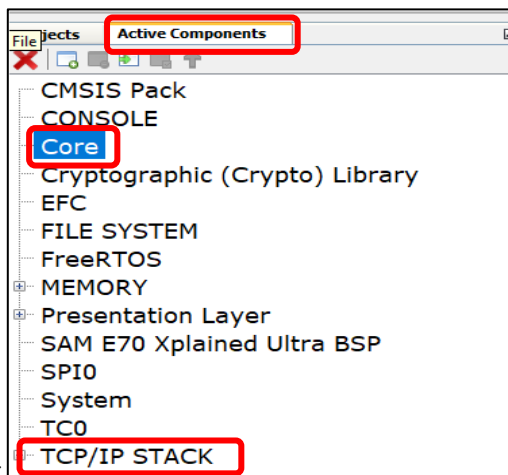 File jects Active Components
CMSIS Pack
CONSOLE
Core
Cryptographic (Crypto) Library
EFC
FILE SYSTEM
FreeRTOS
MEMORY
Presentation Layer
SAM E70 Xplained Ultra BSP
SPI0
System
TC0
TCP/IP STACK